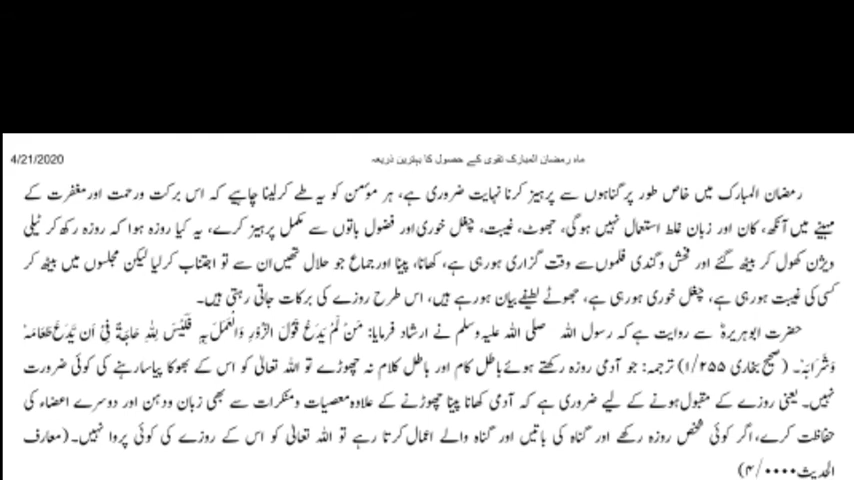 4/21/2020 ماہ رمضان المبارک تقوی کے حصول کا بہترین ذریعہ
رمضان المبارک میں خاص طور پر گناہوں سے پرہیز کرنا نہایت ضروری ہے، ہر مؤمن کو یہ طے کرلینا چاہیے کہ اس برکت ورحمت اورمغفرت کے
مہینے میں آنکھ، کان اور زبان غلط استعمال نہیں ہوگی، جھوٹ، غیبت، چغل خوری اور فضول باتوں سے مکمل پرہیز کرے، یہ کیا روزہ ہوا کہ روزہ رکھ کر ٹیلی
ویژن کھول کر بیٹھ گئے اور فحش وگندی فلموں سے وقت گزاری ہورہی ہے، کھانا، پینا اورجماع جو حلال تھیں ان سے تو اجتناب کرلیا لیکن مجلسوں میں بیٹھ کر
کسی کی غیبت ہورہی ہے، چغل خوری ہورہی ہے، جھوٹے لطیفے بیان ہورہے ہیں، اس طرح روزے کی برکات جاتی رہتی ہیں۔
حضرت ابوہریرہؓ سے روایت ہے کہ رسول اللہ صلی اللہ علیہ وسلم نے ارشاد فرمایا: مَنْ لَّمْ یَدَعْ قَوْلَ الزُّوْرِ وَالْعَمَلَ بِہٖ فَلَیْسَ لِلّٰہِ حَاجَۃٌ فِيْ اَن یَّدَعَ طَعَامَہٗ
وَشَرَابَہٗ۔ (صحیح بخاری ۲۵۵/۱) ترجمہ: جو آدمی روزہ رکھتے ہوئے باطل کام اور باطل کلام نہ چھوڑے تو اللہ تعالیٰ کو اس کے بھوکا پیاسا رہنے کی کوئی ضرورت
نہیں۔ یعنی روزے کے مقبول ہونے کے لیے ضروری ہے کہ آدمی کھانا پینا چھوڑنے کے علاوہ معصیات ومنکرات سے بھی زبان ودہن اور دوسرے اعضاء کی
حفاظت کرے، اگر کوئی شخص روزہ رکھے اور گناہ کی باتیں اور گناہ والے اعمال کرتا رہے تو اللہ تعالیٰ کو اس کے روزے کی کوئی پروا نہیں۔ (معارف
الحدیث ۴/۰۰۰۰)